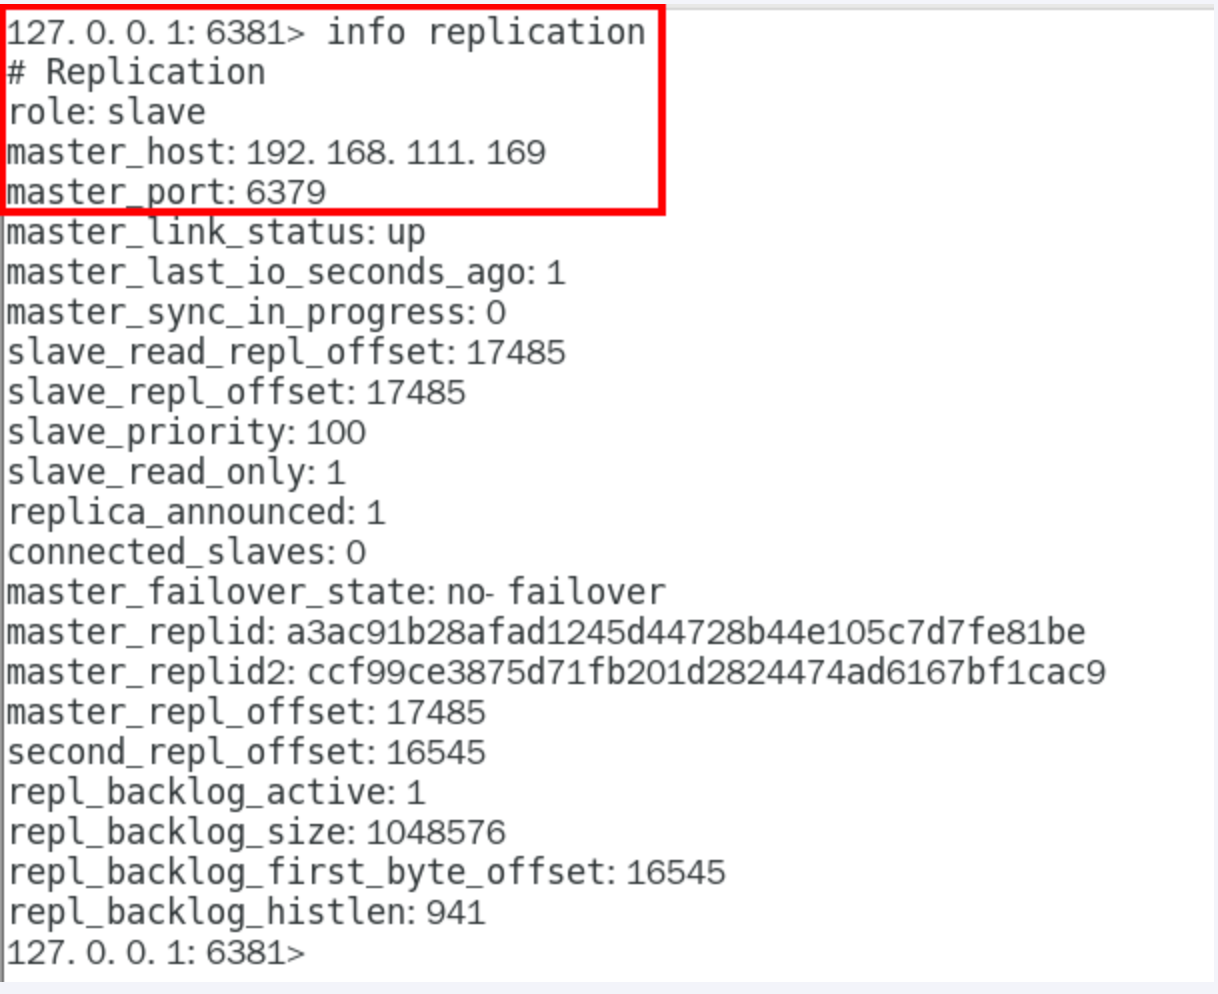 127. 0. 0. 1: 6381> info replication
# Replication
role: slave
master_host: 192. 168. 111. 169
master_port: 6379
master_link_status: up
master_last_io_seconds_ago: 1
master_sync_in_progress: 0
slave_read_repl_offset: 17485
slave_repl_offset: 17485
slave_priority: 100
slave_read_only: 1
replica_announced: 1
connected_slaves: 0
master_failover_state: no- failover
master_replid: a3ac91b28afad1245d44728b44e105c7d7fe81be
master_replid2: ccf99ce3875d71fb201d2824474ad6167bf1cac9
master_repl_offset: 17485
second_repl_offset: 16545
repl_backlog_active: 1
repl_backlog_size: 1048576
repl_backlog_first_byte_offset: 16545
repl_backlog_histlen: 941
127. 0. 0. 1: 6381>